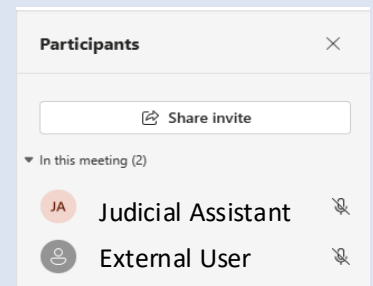 Participants
Share invite
In this meeting (2)
JA Judicial Assistant
External User